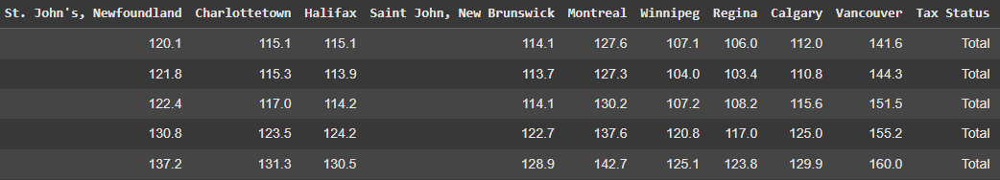 St. John's, Newfoundland Charlottetown Halifax Saint John, New Brunswick Montreal Winnipeg Regina Calgary Vancouver Tax Status
120.1 115.1 115.1 114.1 127.6 107.1 106.0 112.0 141.6 Total
121.8 115.3 113.9 113.7 127.3 104.0 103.4 110.8 144.3 Total
122.4 117.0 114.2 114.1 130.2 107.2 108.2 115.6 151.5 Total
130.8 123.5 124.2 122.7 137.6 120.8 117.0 125.0 155.2 Total
137.2 131.3 130.5 128.9 142.7 125.1 123.8 129.9 160.0 Total